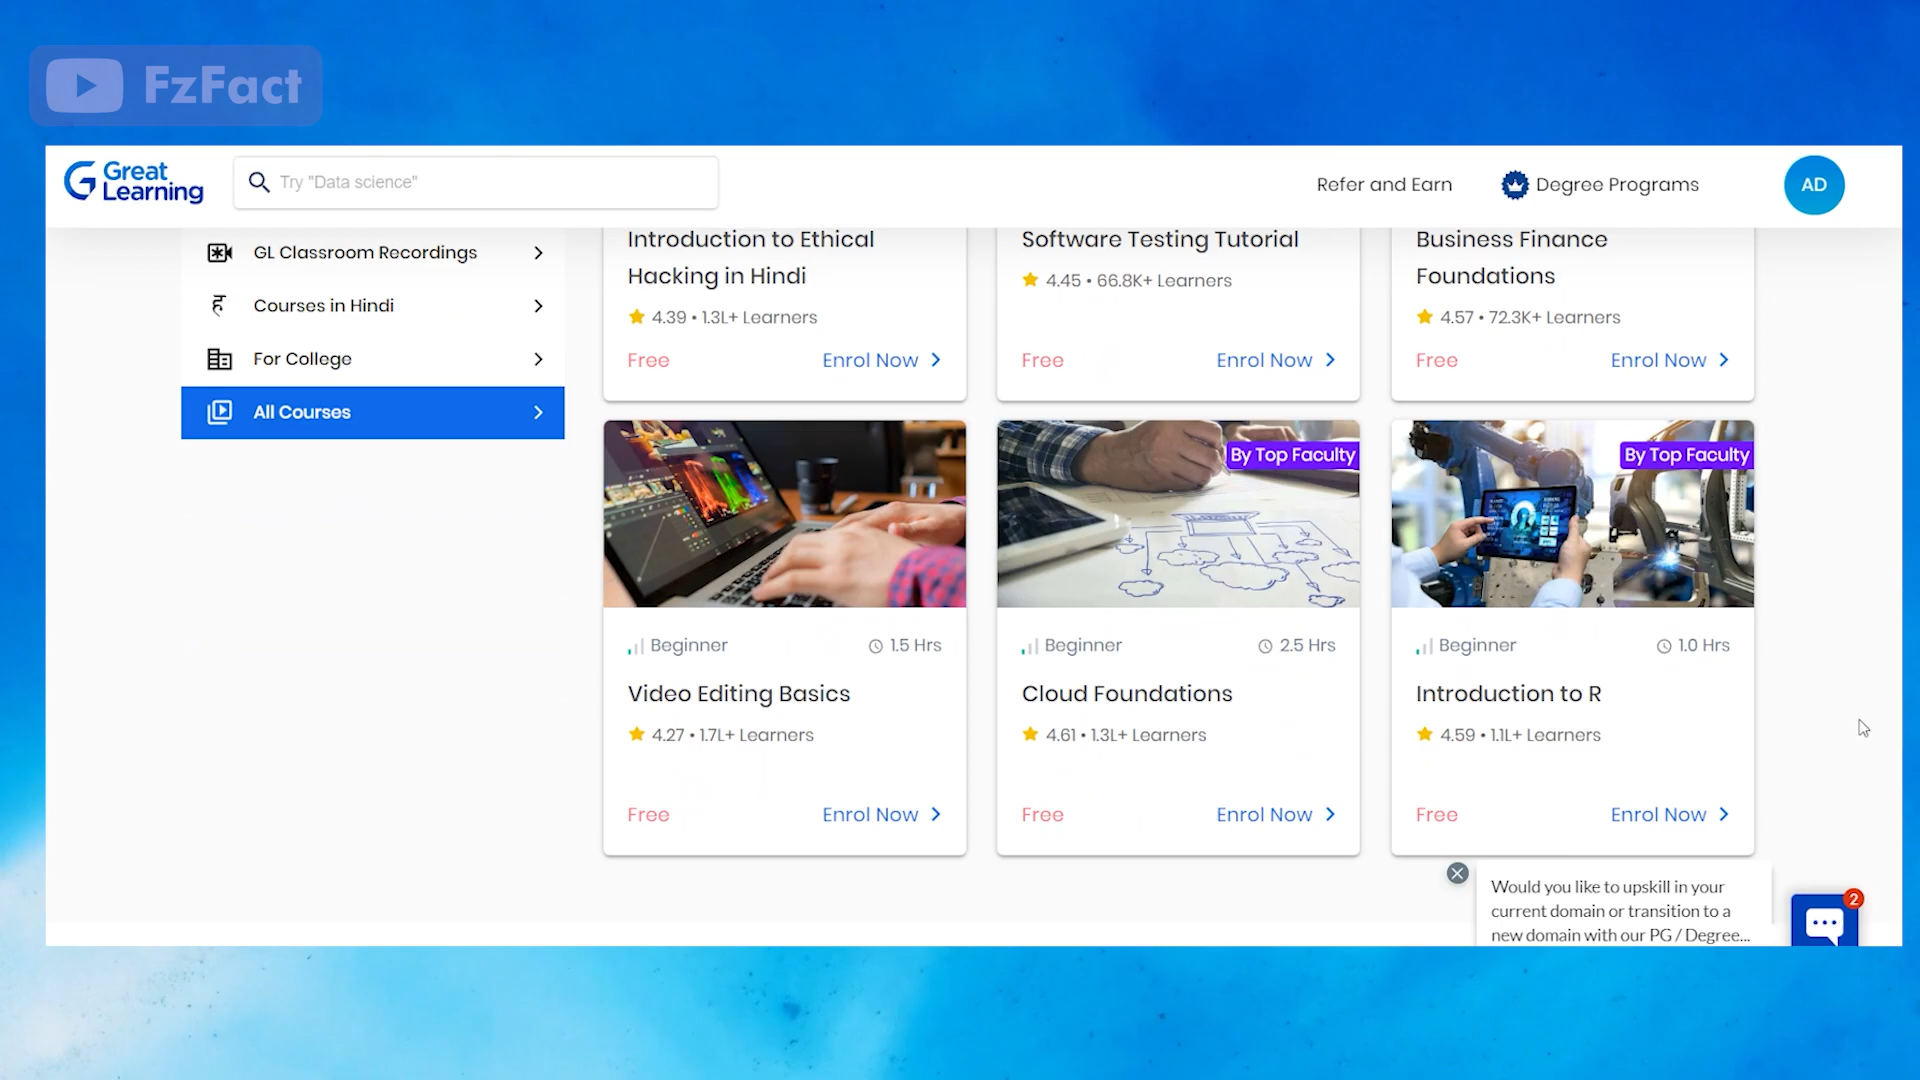 FzFact
Great
Learning
Try "Data science"
Refer and Earn
Degree Programs
AD
GL Classroom Recordings
ह Courses in Hindi
For College
All Courses
Introduction to Ethical
Hacking in Hindi
4.39 • 1.3L+ Learners
Free
Enrol Now
Software Testing Tutorial
4.45 • 66.8K+ Learners
Free
Enrol Now
Business Finance
Foundations
4.57 • 72.3K+ Learners
Free
Enrol Now
Beginner
1.5 Hrs
Video Editing Basics
4.27 • 1.7L+ Learners
Free
Enrol Now
By Top Faculty
Beginner
2.5 Hrs
Cloud Foundations
4.61 • 1.3L+ Learners
Free
Enrol Now
By Top Faculty
Beginner
1.0 Hrs
Introduction to R
4.59 • 1.1L+ Learners
Free
Enrol Now
Would you like to upskill in your
current domain or transition to a
new domain with our PG / Degree...
2